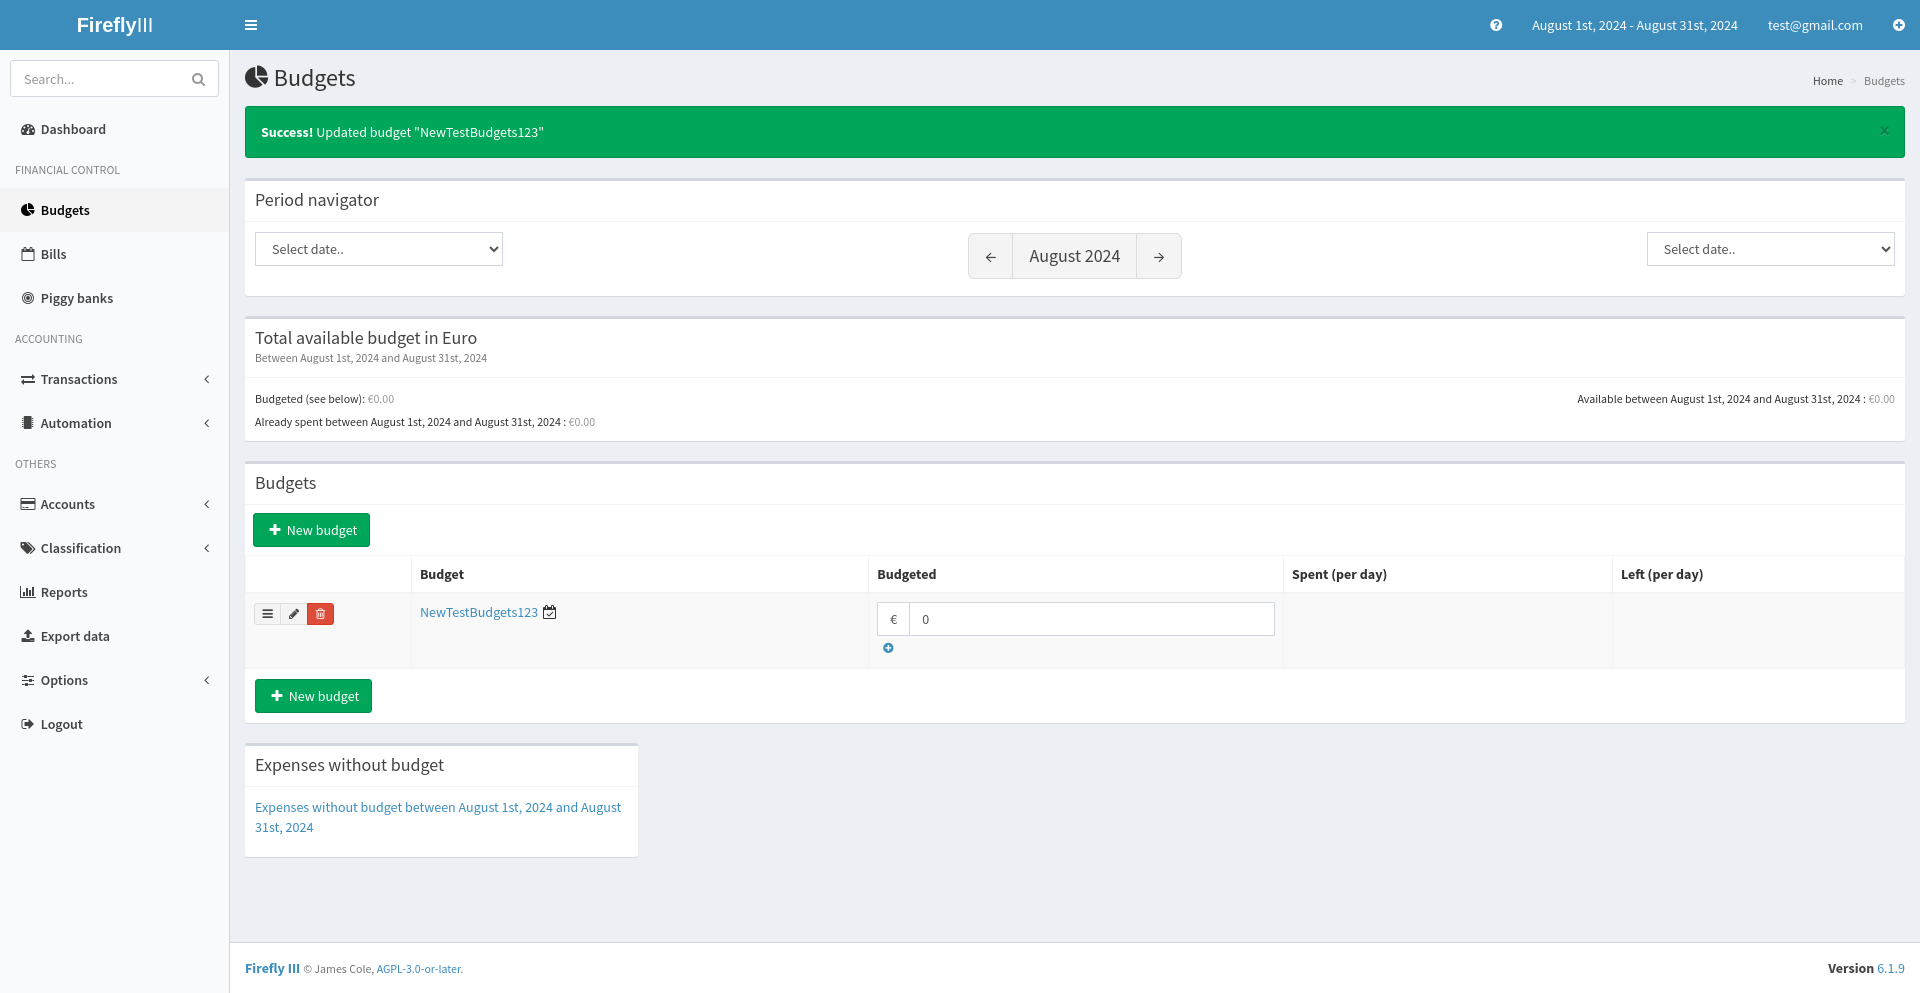 FireflyIII
August 1st, 2024 - August 31st, 2024
test@gmail.com
Search...
Dashboard
FINANCIAL CONTROL
Budgets
Bills
Piggy banks
ACCOUNTING
Transactions
Automation
OTHERS
Accounts
Classification
Reports
Export data
Options
Logout
Budgets
Home > Budgets
Success! Updated budget "NewTestBudgets123"
×
Period navigator
Select date..
← August 2024 →
Select date..
Total available budget in Euro
Between August 1st, 2024 and August 31st, 2024
Budgeted (see below): €0.00
Available between August 1st, 2024 and August 31st, 2024 : €0.00
Already spent between August 1st, 2024 and August 31st, 2024 : €0.00
Budgets
New budget
Budget Budgeted Spent (per day) Left (per day)
NewTestBudgets123 € 0
New budget
Expenses without budget
Expenses without budget between August 1st, 2024 and August
31st, 2024
Firefly III © James Cole, AGPL-3.0-or-later.
Version 6.1.9